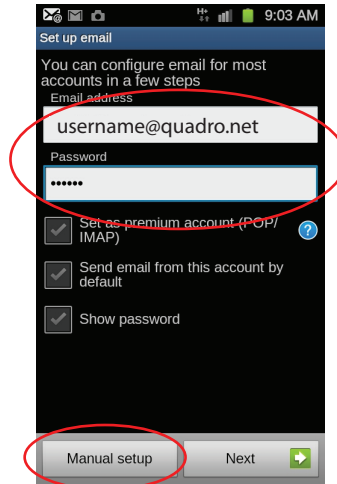 H+ 9:03 AM
Set up email
You can configure email for most
accounts in a few steps
Email address
username@quadro.net
Password
••••••
Set as premium account (POP/
IMAP)
?
Send email from this account by
default
Show password
Manual setup Next